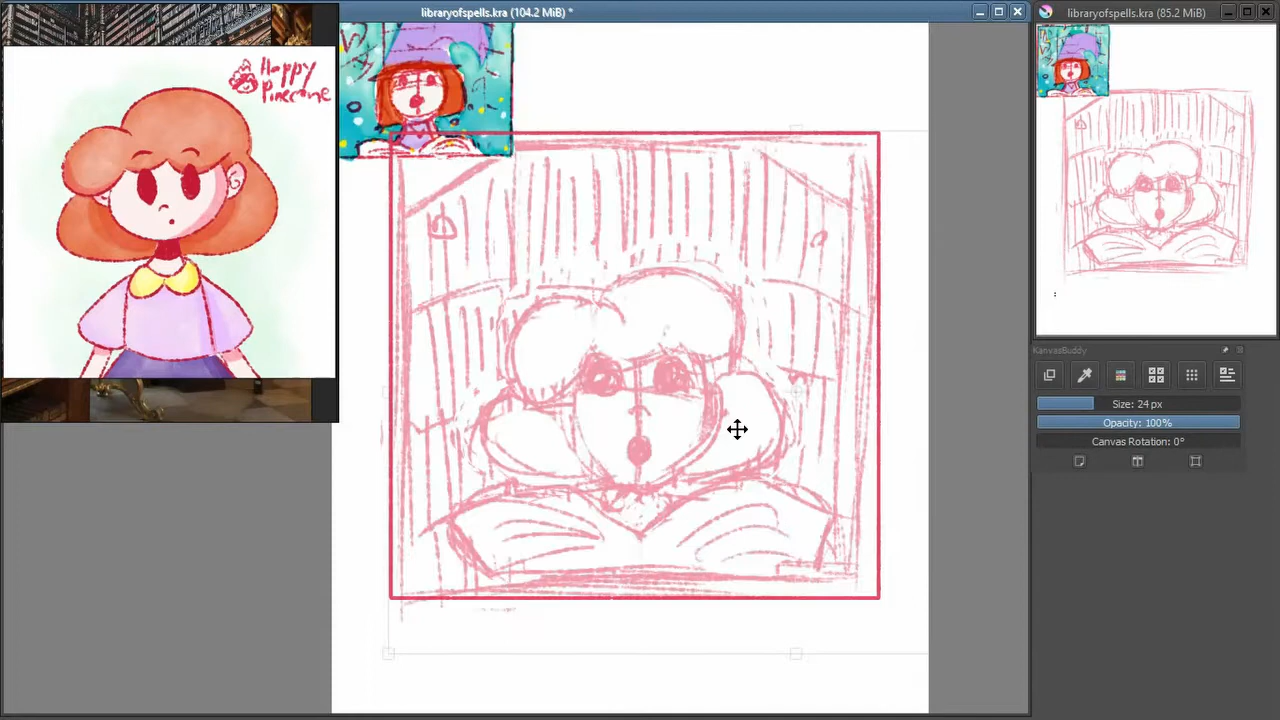 libraryofspells.kra (104.2 MiB) *
libraryofspells.kra (85.2 MiB) *
Happy
Pinecone
KanvasBuddy
Size: 24 px
Opacity: 100%
Canvas Rotation: 0°